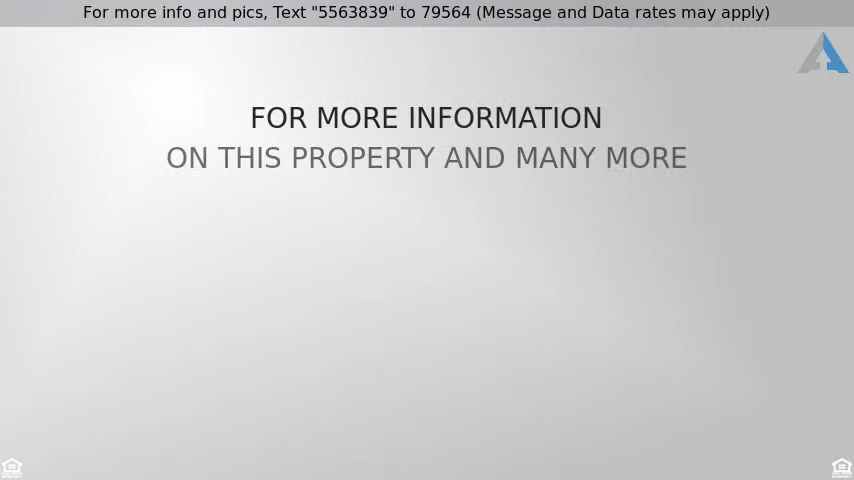 For more info and pics, Text "5563839" to 79564 (Message and Data rates may apply)
FOR MORE INFORMATION
ON THIS PROPERTY AND MANY MORE